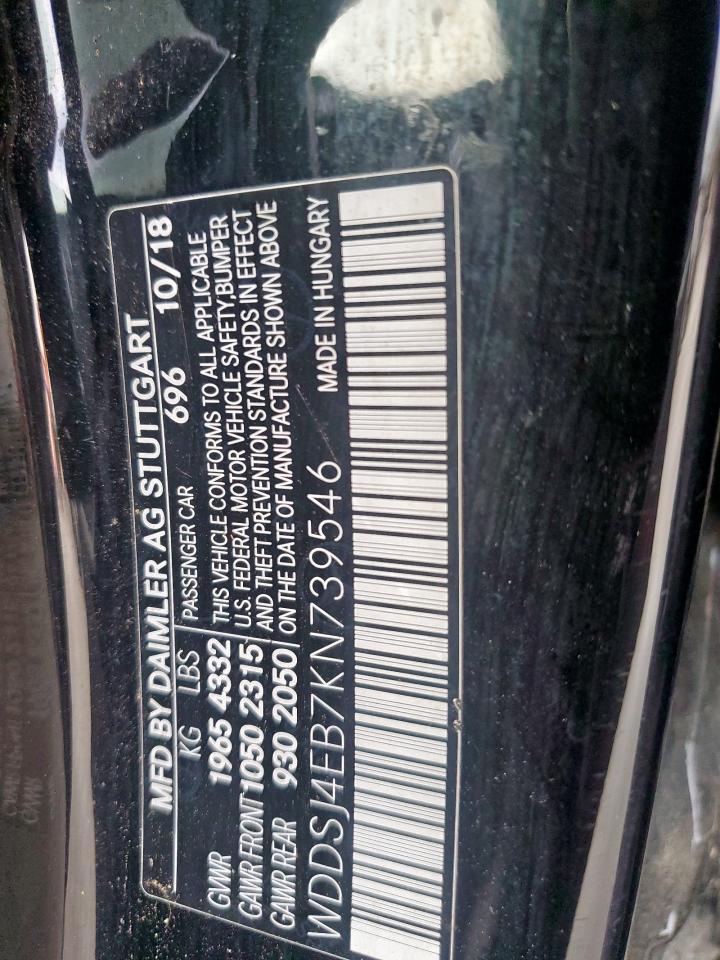 MFD BY DAIMLER AG STUTTGART
KG LBS PASSENGER CAR 696 10/18
GVWR 1965 4332 THIS VEHICLE CONFORMS TO ALL APPLICABLE
GAWR FRONT 1050 2315 U.S. FEDERAL MOTOR VEHICLE SAFETY, BUMPER
AND THEFT PREVENTION STANDARDS IN EFFECT
GAWR REAR 930 2050 ON THE DATE OF MANUFACTURE SHOWN ABOVE
WDDSJ4EB7KN739546 MADE IN HUNGARY